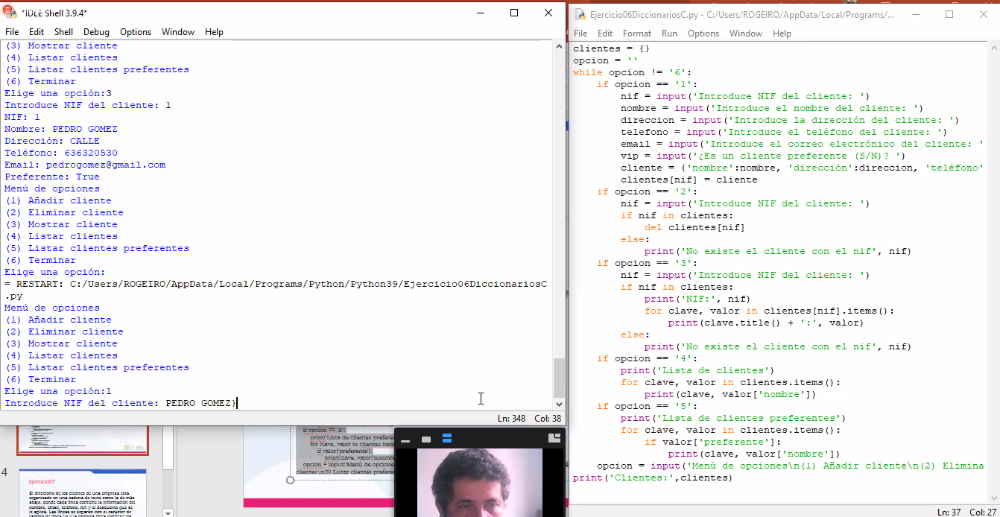 *IDLE Shell 3.9.4*
File Edit Shell Debug Options Window Help
(3) Mostrar cliente
(4) Listar clientes
(5) Listar clientes preferentes
(6) Terminar
Elige una opción:3
Introduce NIF del cliente: 1
NIF: 1
Nombre: PEDRO GOMEZ
Dirección: CALLE
Teléfono: 636320530
Email: pedrogomez@gmail.com
Preferente: True
Menú de opciones
(1) Añadir cliente
(2) Eliminar cliente
(3) Mostrar cliente
(4) Listar clientes
(5) Listar clientes preferentes
(6) Terminar
Elige una opción:
= RESTART: C:/Users/ROGEIRO/AppData/Local/Programs/Python/Python39/Ejercicio06DiccionariosC
.py
Menú de opciones
(1) Añadir cliente
(2) Eliminar cliente
(3) Mostrar cliente
(4) Listar clientes
(5) Listar clientes preferentes
(6) Terminar
Elige una opción:1
Introduce NIF del cliente: PEDRO GOMEZ}
Ln: 348 Col: 38
Ejercicio06DiccionariosC.py - C:/Users/ROGEIRO/AppData/Local/Programs/...
File Edit Format Run Options Window Help
clientes = {}
opcion = ''
while opcion != '6':
if opcion == '1':
nif = input('Introduce NIF del cliente: ')
nombre = input('Introduce el nombre del cliente: ')
direccion = input('Introduce la dirección del cliente: ')
telefono = input('Introduce el teléfono del cliente: ')
email = input('Introduce el correo electrónico del cliente: '
vip = input('¿Es un cliente preferente (S/N)? ')
cliente = {'nombre':nombre, 'dirección':direccion, 'teléfono'
clientes[nif] = cliente
if opcion == '2':
nif = input('Introduce NIF del cliente: ')
if nif in clientes:
del clientes[nif]
else:
print('No existe el cliente con el nif', nif)
if opcion == '3':
nif = input('Introduce NIF del cliente: ')
if nif in clientes:
print('NIF:', nif)
for clave, valor in clientes[nif].items():
print(clave.title() + ':', valor)
else:
print('No existe el cliente con el nif', nif)
if opcion == '4':
print('Lista de clientes')
for clave, valor in clientes.items():
print(clave, valor['nombre'])
if opcion == '5':
print('Lista de clientes preferentes')
for clave, valor in clientes.items():
if valor['preferente']:
print(clave, valor['nombre'])
opcion = input('Menú de opciones\n(1) Añadir cliente\n(2) Elimina
print('Clientes:',clientes)
Ln: 37 Col: 27
if opcion == '5':
print('Lista de clientes preferen
for clave, valor in clientes.item
if valor['preferente']:
print(clave, valor['nombre
opcion = input('Menú de opcione
clientes\n(5) Listar clientes preferen
4
Ejercicio07
El directorio de los clientes de una empresa está
organizado en una cadena de texto como la de más
abajo, donde cada línea contiene la información del
nombre, email, teléfono, nif, y el descuento que se
le aplica. Las líneas se separan con el carácter de